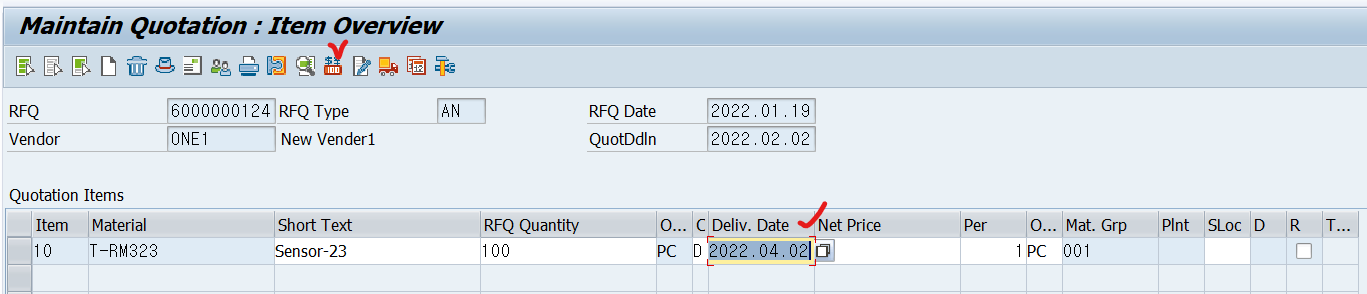 Maintain Quotation : Item Overview
RFQ 6000000124 RFQ Type AN RFQ Date 2022.01.19
Vendor ONE1 New Vender1 QuotDdln 2022.02.02
Quotation Items
Item Material Short Text RFQ Quantity O... C Deliv. Date Net Price Per O... Mat. Grp Plnt SLoc D R T...
10 T-RM323 Sensor-23 100 PC D 2022.04.02 1 PC 001